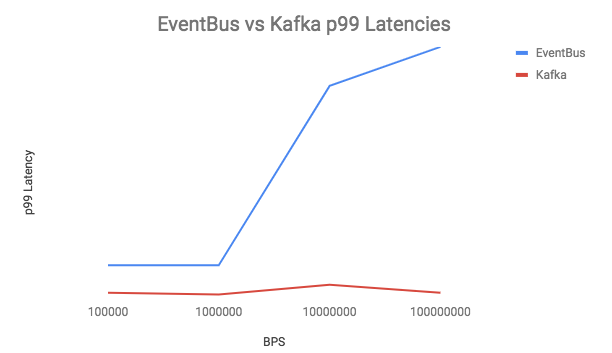 EventBus vs Kafka p99 Latencies
EventBus
Kafka
p99 Latency
100000
1000000
10000000
100000000
BPS